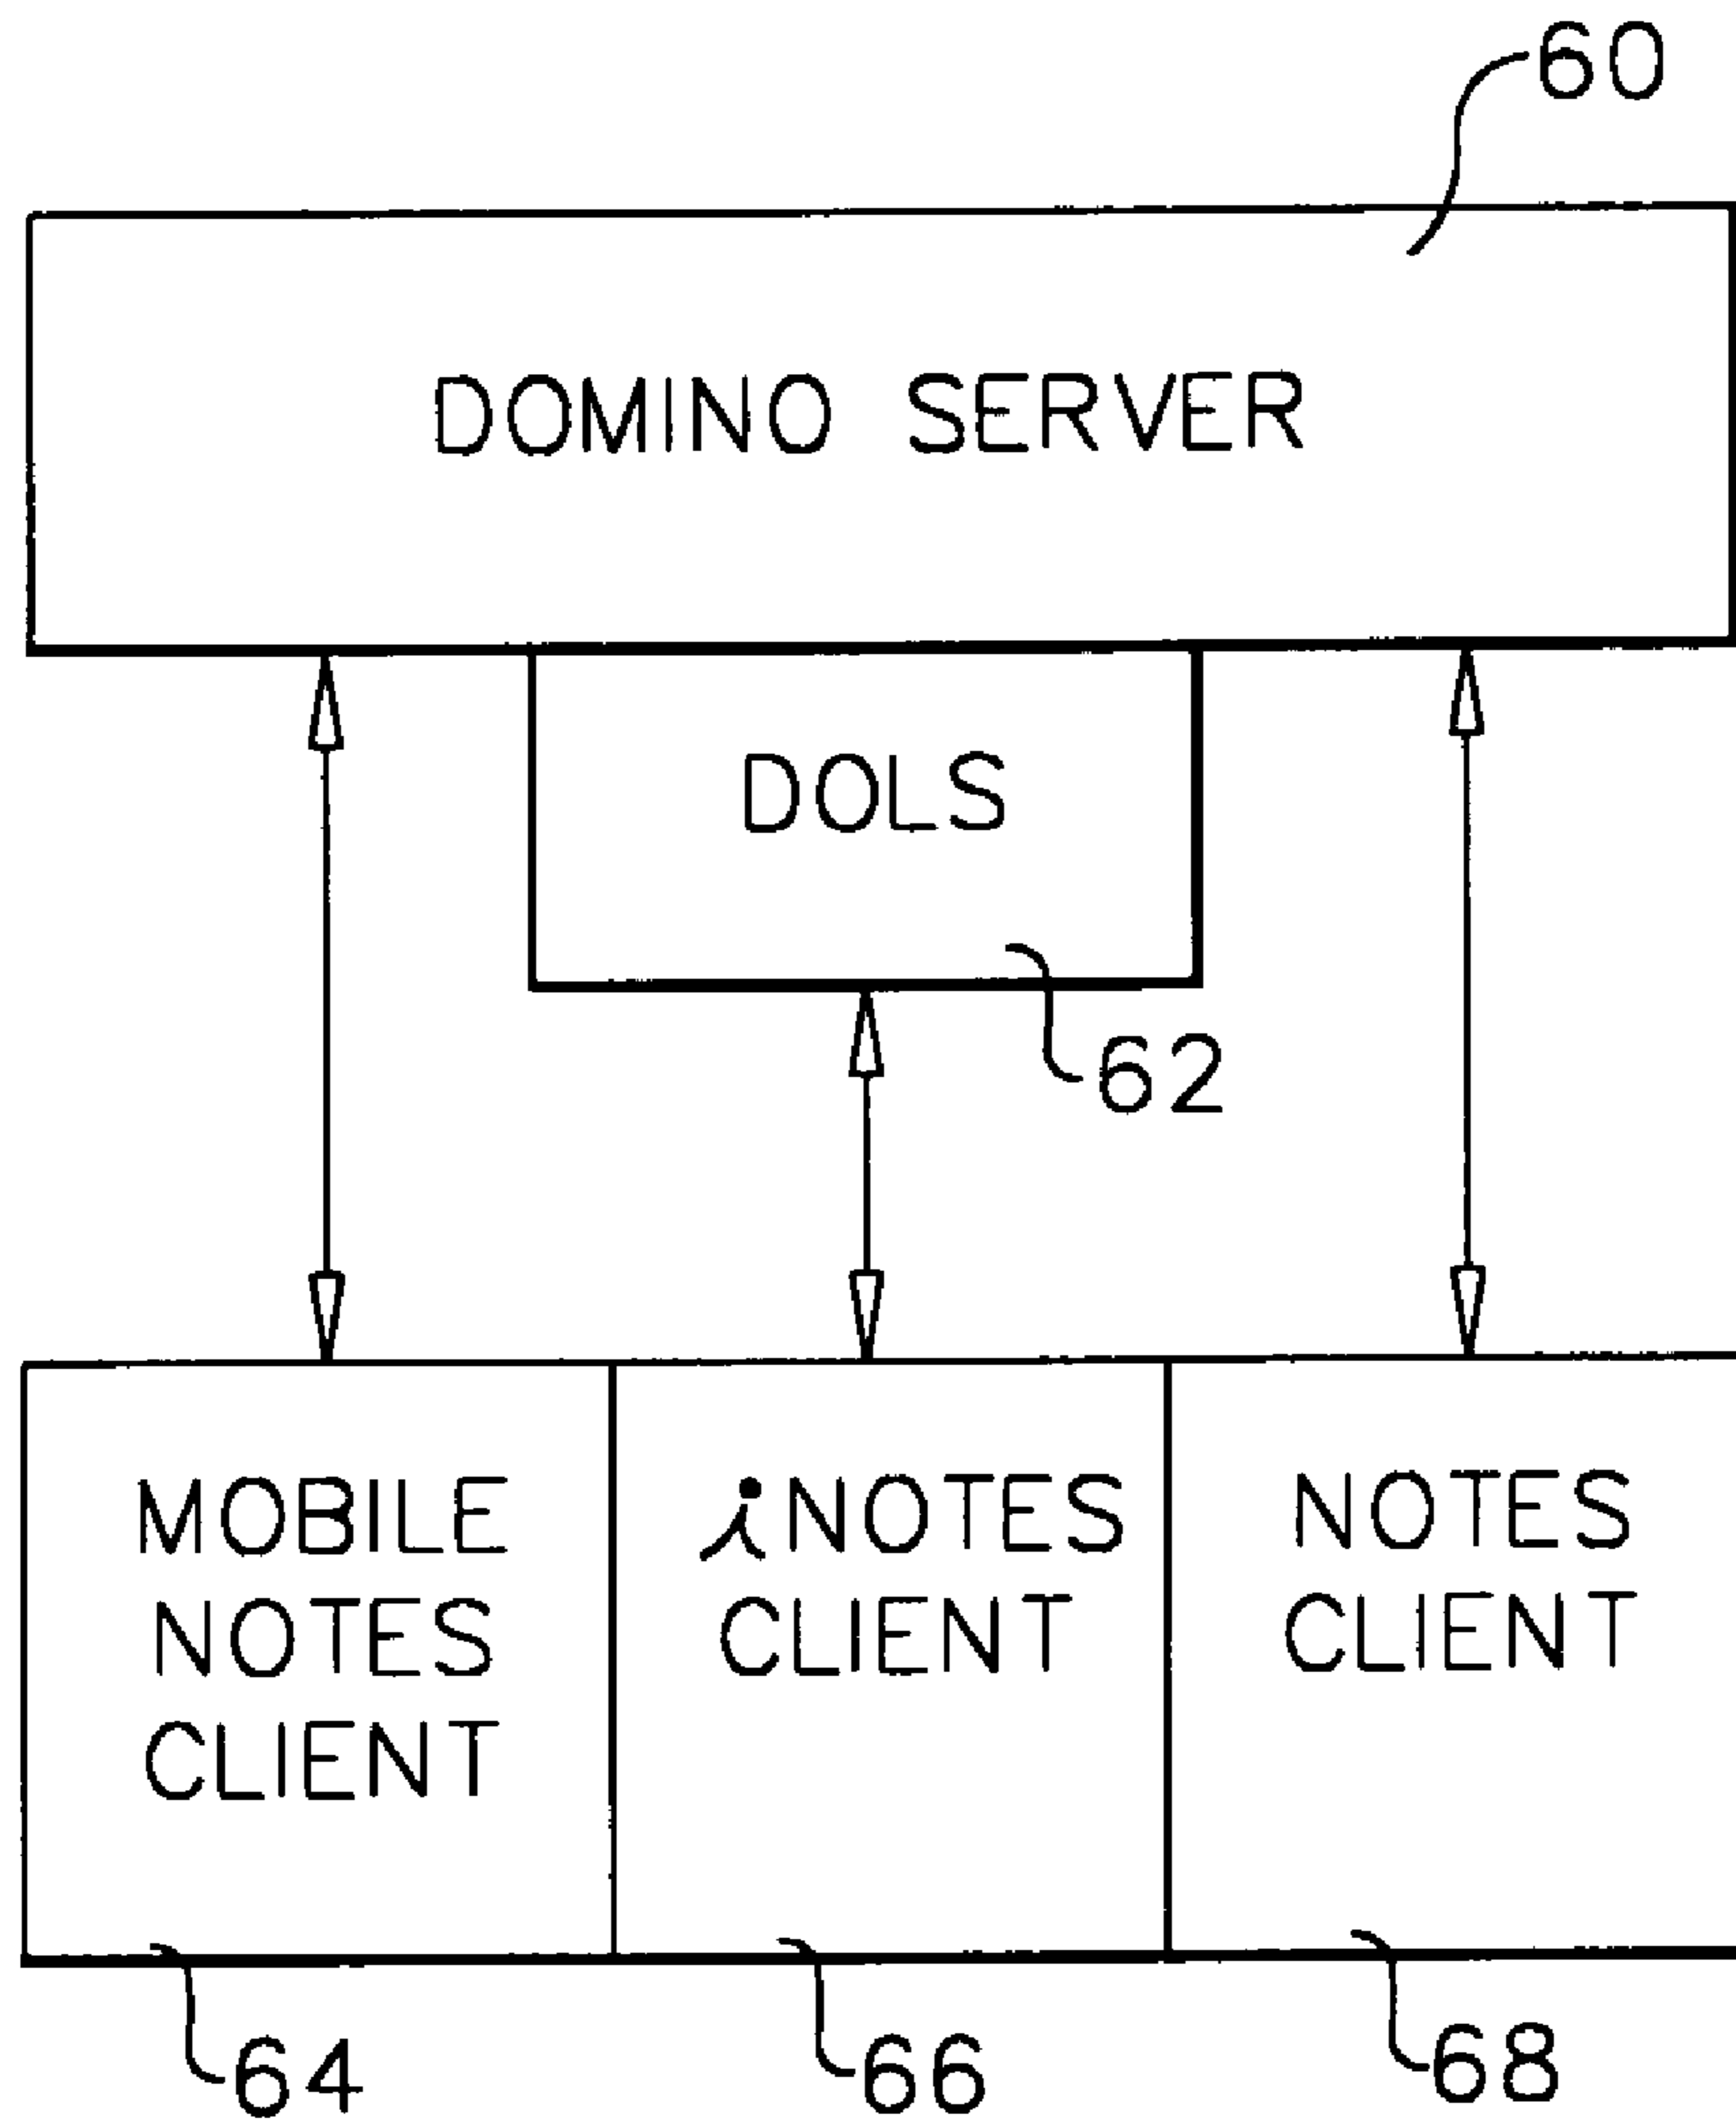 60
DOMINO SERVER
DOLS
62
MOBILE
NOTES
CLIENT
iNOTES
CLIENT
NOTES
CLIENT
64
66
68